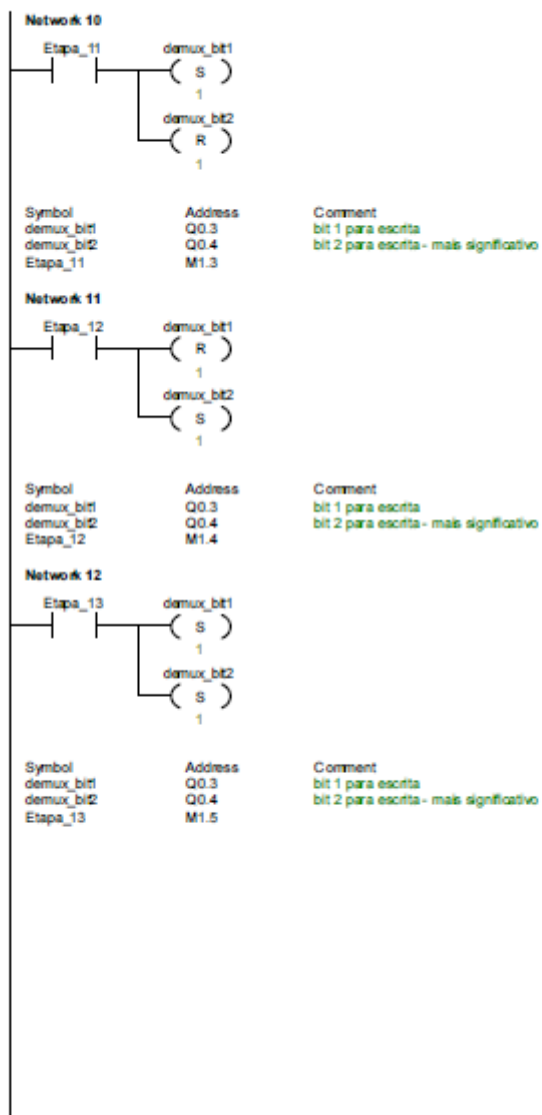 Network 10
Etapa_11 demux_bit1
S
1
demux_bit2
R
1
Symbol Address Comment
demux_bit1 Q0.3 bit 1 para escrita
demux_bit2 Q0.4 bit 2 para escrita - mais significativo
Etapa_11 M1.3
Network 11
Etapa_12 demux_bit1
R
1
demux_bit2
S
1
Symbol Address Comment
demux_bit1 Q0.3 bit 1 para escrita
demux_bit2 Q0.4 bit 2 para escrita - mais significativo
Etapa_12 M1.4
Network 12
Etapa_13 demux_bit1
S
1
demux_bit2
S
1
Symbol Address Comment
demux_bit1 Q0.3 bit 1 para escrita
demux_bit2 Q0.4 bit 2 para escrita - mais significativo
Etapa_13 M1.5